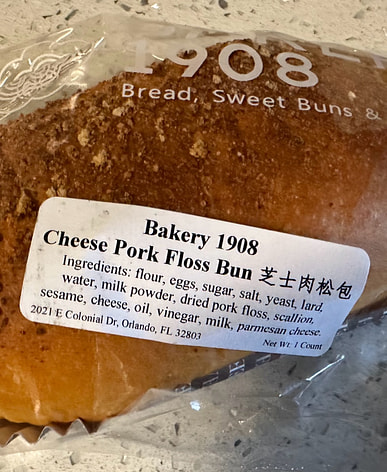 1908
Bread, Sweet Buns &
Bakery 1908
Cheese Pork Floss Bun 芝士肉松包
Ingredients: flour, eggs, sugar, salt, yeast, lard,
water, milk powder, dried pork floss, scallion,
sesame, cheese, oil, vinegar, milk, parmesan cheese.
2021 E Colonial Dr, Orlando, FL 32803
Net Wt: 1 Count